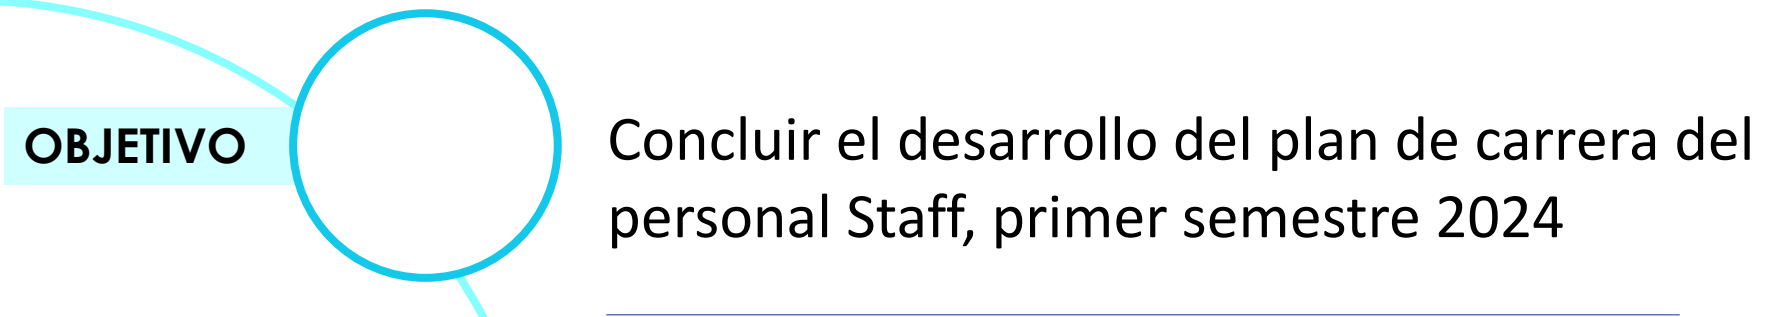 OBJETIVO
Concluir el desarrollo del plan de carrera del
personal Staff, primer semestre 2024